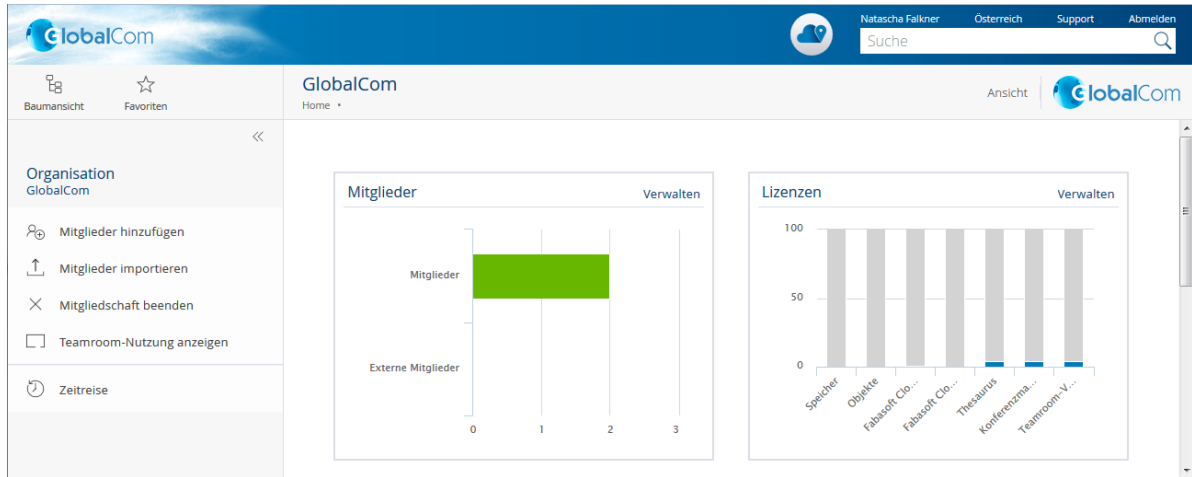 GlobalCom
Natascha Falkner Österreich Support Abmelden
Suche
Baumansicht Favoriten
GlobalCom
Home
Ansicht
GlobalCom
Organisation
GlobalCom
Mitglieder hinzufügen
Mitglieder importieren
Mitgliedschaft beenden
Teamroom-Nutzung anzeigen
Zeitreise
Mitglieder Verwalten
Mitglieder
Externe Mitglieder
0 1 2 3
Lizenzen Verwalten
100
50
0
Speicher
Objekte
Fabasoft Clo...
Fabasoft Clo...
Thesaurus
Konferenzma...
Teamroom-V...